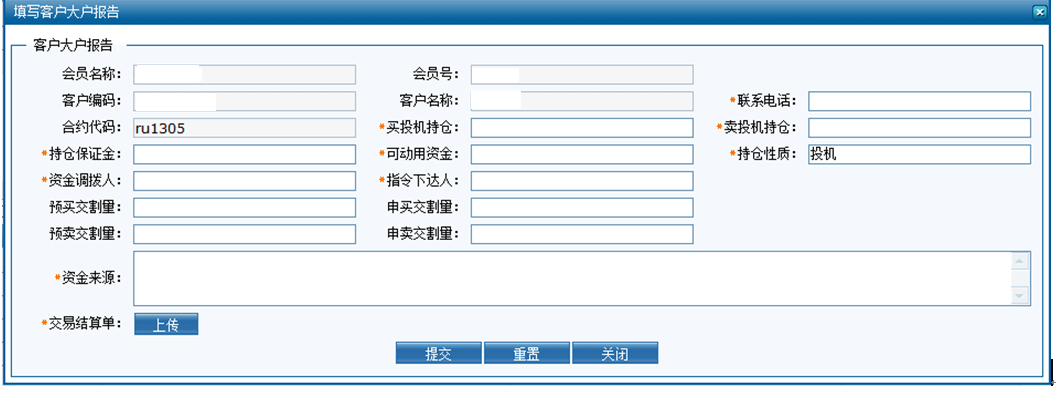 填写客户大户报告
客户大户报告
会员名称： 会员号：
客户编码： 客户名称： *联系电话：
合约代码： ru1305 *买投机持仓： *卖投机持仓：
*持仓保证金： *可动用资金： *持仓性质： 投机
*资金调拨人： *指令下达人：
预买交割量： 申买交割量：
预卖交割量： 申卖交割量：
*资金来源：
*交易结算单： 上传
提交 重置 关闭